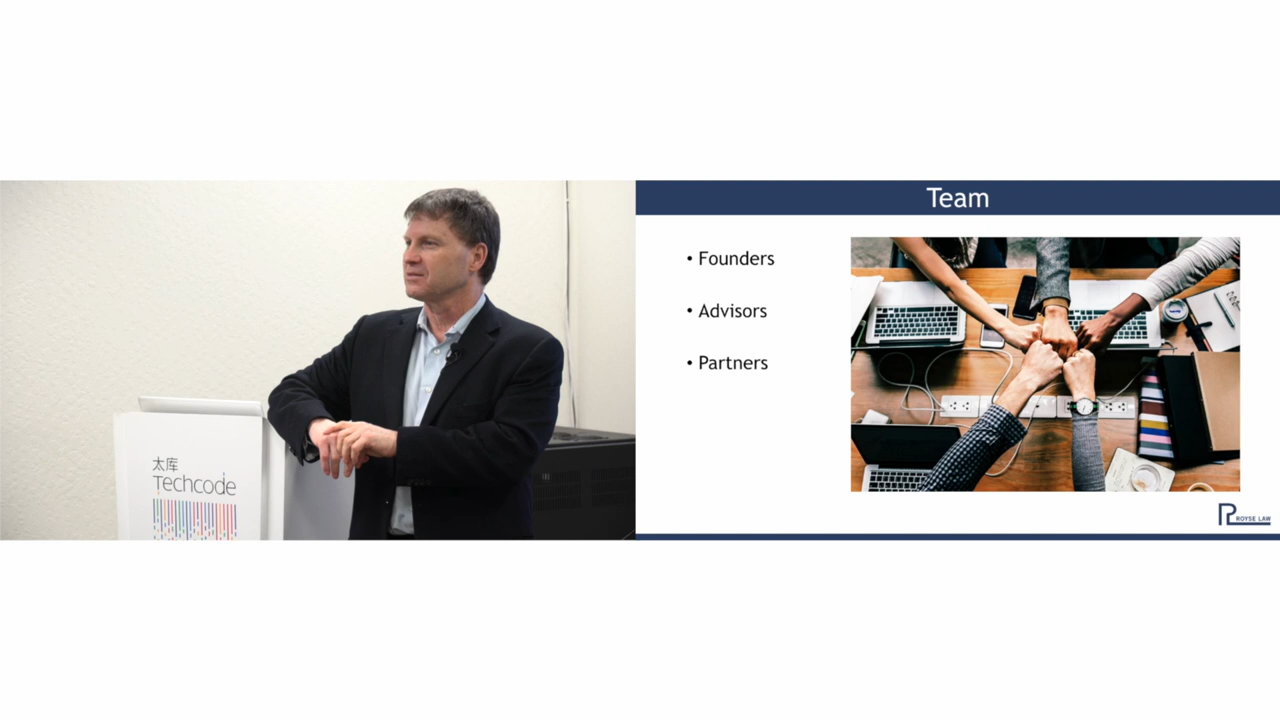 太库
Techcode
Team
• Founders
• Advisors
• Partners
ROYSE LAW